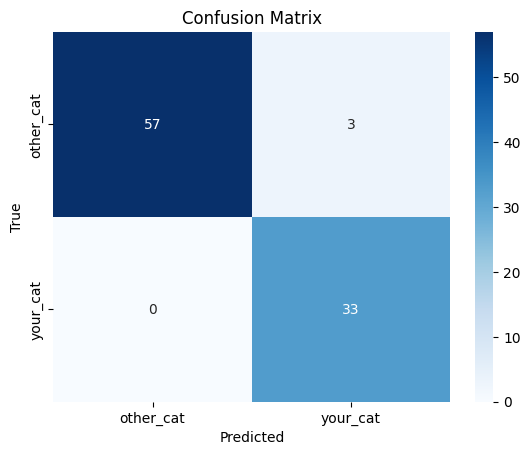 Confusion Matrix
50
40
30
20
10
0
True
other_cat
your_cat
57
3
0
33
other_cat
your_cat
Predicted